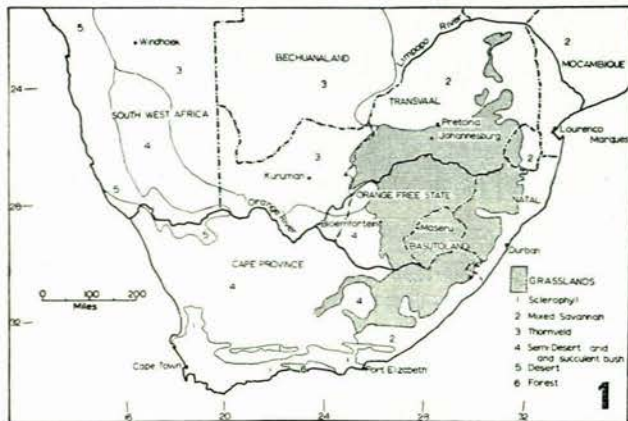 5
Windhoek
3
BECHUANALAND
3
Limpopo River
2
TRANSVAAL
2
MOCAMBIQUE
24
SOUTH WEST AFRICA
4
Pretoria
Johannesburg
Lourenco
Marques
2
3
Kuruman
5
28
Orange River
ORANGE FREE STATE
Bloemfontein
4
Maseru
BASUTOLAND
NATAL
Durban
5
CAPE PROVINCE
4
4
0 100 200
Miles
32
2
Cape Town
6
Port Elizabeth
GRASSLANDS
1 Sclerophyll
2 Mixed Savannah
3 Thornveld
4 Semi-Desert (arid
and succulent bush
5 Desert
6 Forest
1
16
20
24
28
32